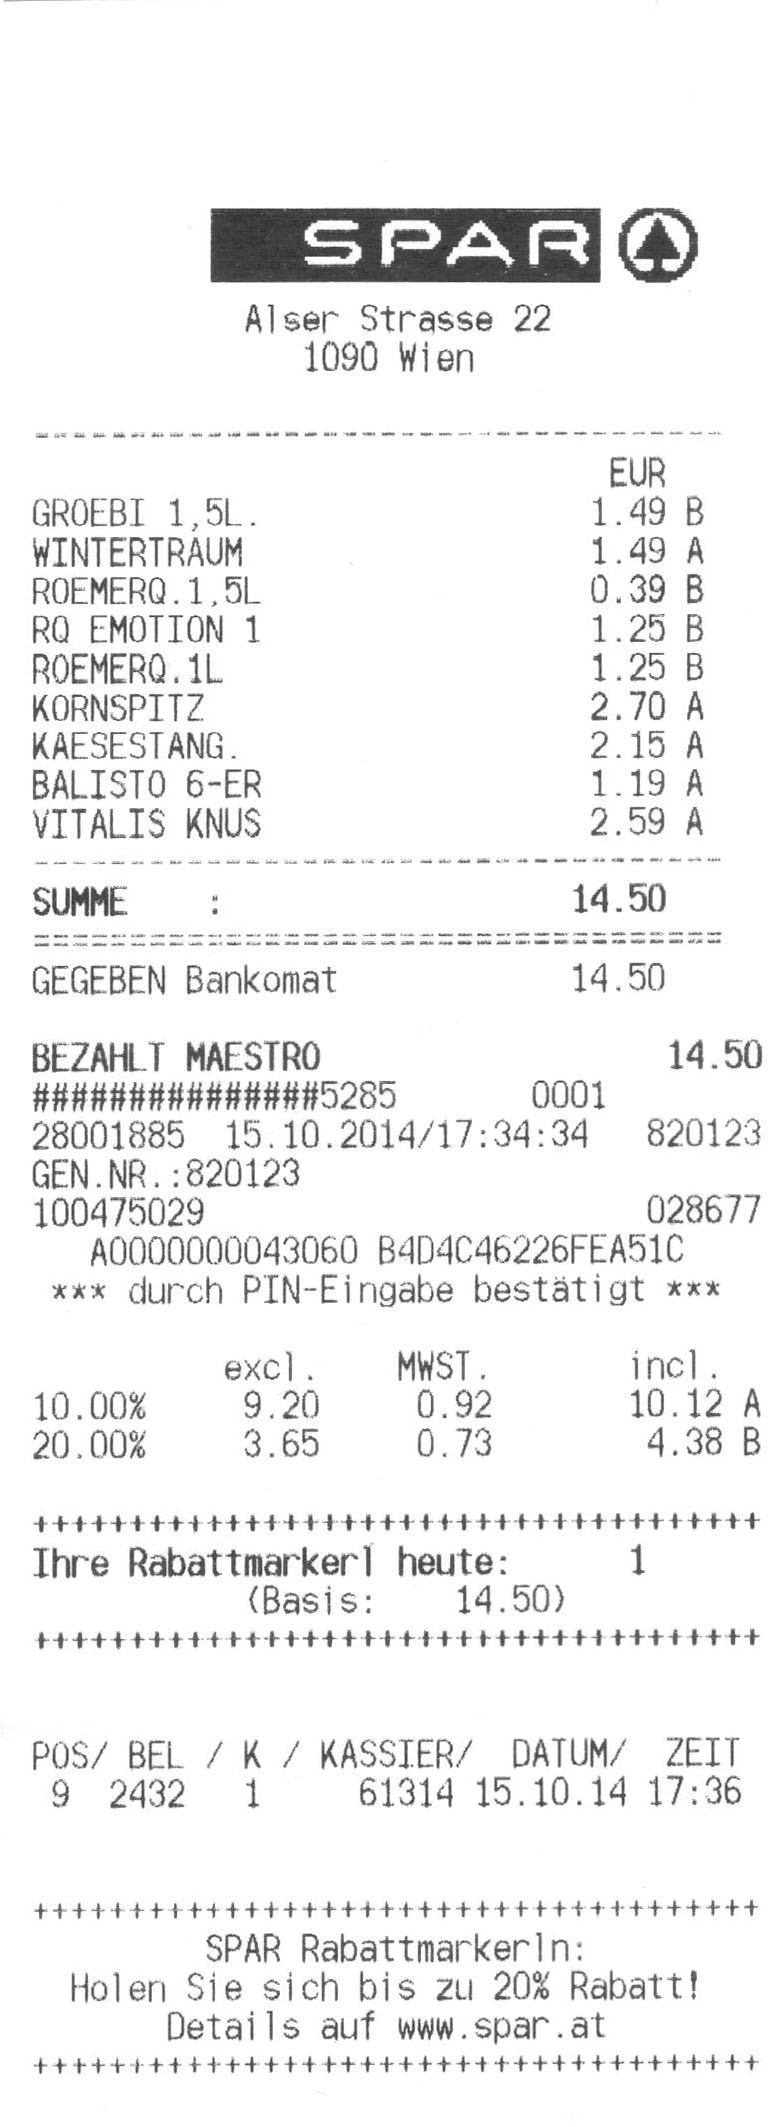 SPAR
Alser Strasse 22
1090 Wien
EUR
GROEBI 1,5L. 1.49 B
WINTERTRAUM 1.49 A
ROEMERQ.1,5L 0.39 B
RQ EMOTION 1 1.25 B
ROEMERQ.1L 1.25 B
KORNSPITZ 2.70 A
KAESESTANG. 2.15 A
BALISTO 6-ER 1.19 A
VITALIS KNUS 2.59 A
SUMME : 14.50
GEGEBEN Bankomat 14.50
BEZAHLT MAESTRO 14.50
###############5285 0001
28001885 15.10.2014/17:34:34 820123
GEN.NR.:820123
100475029 028677
A0000000043060 B4D4C46226FEA51C
*** durch PIN-Eingabe bestätigt ***
excl. MWST. incl.
10.00% 9.20 0.92 10.12 A
20.00% 3.65 0.73 4.38 B
++++++++++++++++++++++++++++++++++++++
Ihre Rabattmarkerl heute: 1
(Basis: 14.50)
++++++++++++++++++++++++++++++++++++++
POS/ BEL / K / KASSIER/ DATUM/ ZEIT
9 2432 1 61314 15.10.14 17:36
++++++++++++++++++++++++++++++++++++++
SPAR Rabattmarkerln:
Holen Sie sich bis zu 20% Rabatt!
Details auf www.spar.at
++++++++++++++++++++++++++++++++++++++